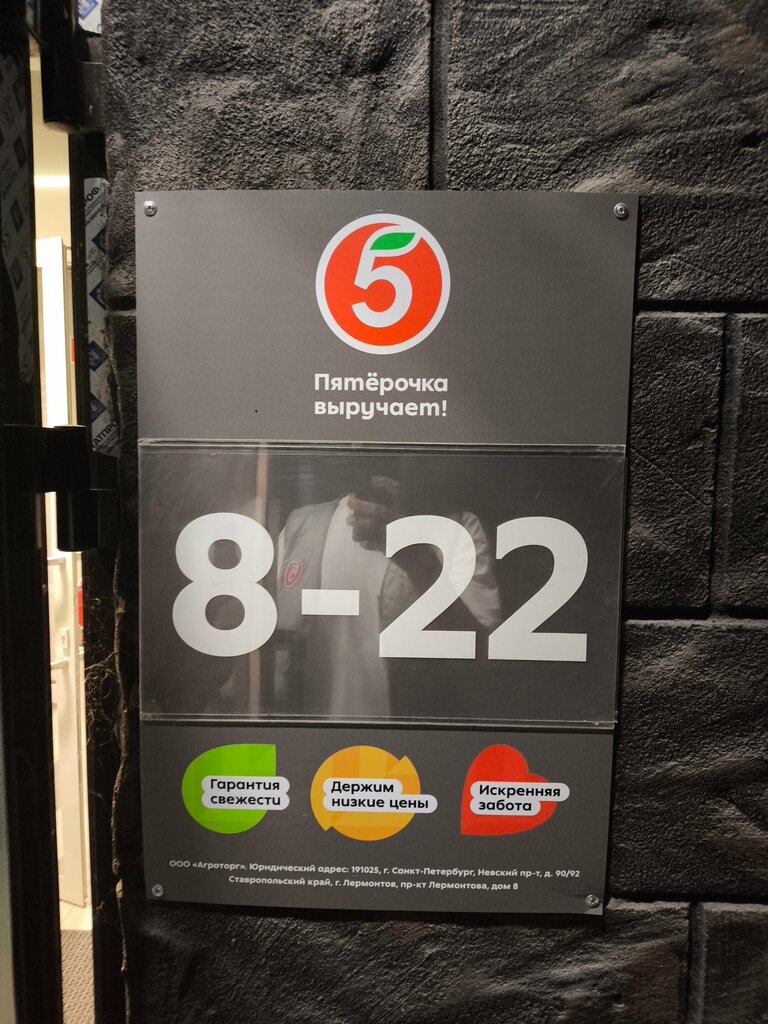 5
Пятёрочка
выручает!
8-22
Гарантия
свежести
Держим
низкие цены
Искренняя
забота
ООО «Агроторг». Юридический адрес: 191025, г. Санкт-Петербург, Невский пр-т, д. 90/92
Ставропольский край, г. Лермонтов, пр-кт Лермонтова, дом 8